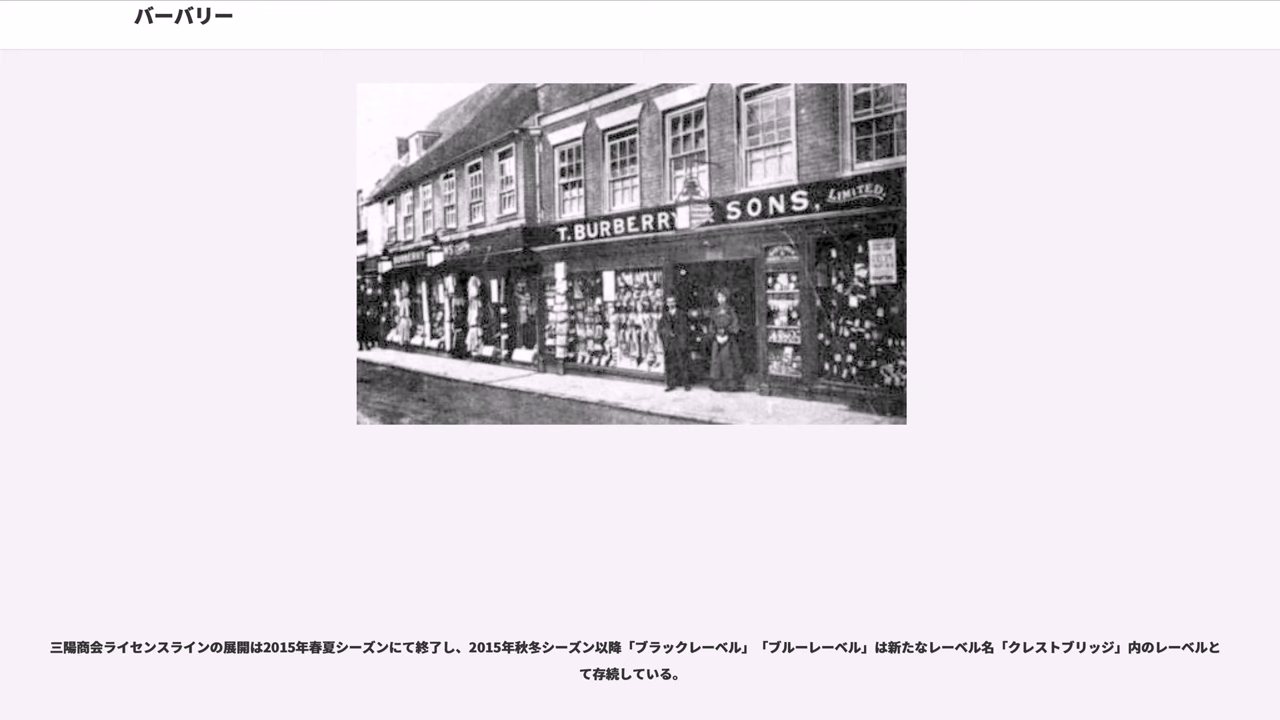 バーバリー
T. BURBERRY & SONS, LIMITED.
三陽商会ライセンスラインの展開は2015年春夏シーズンにて終了し、2015年秋冬シーズン以降「ブラックレーベル」「ブルーレーベル」は新たなレーベル名「クレストブリッジ」内のレーベルと
て存続している。